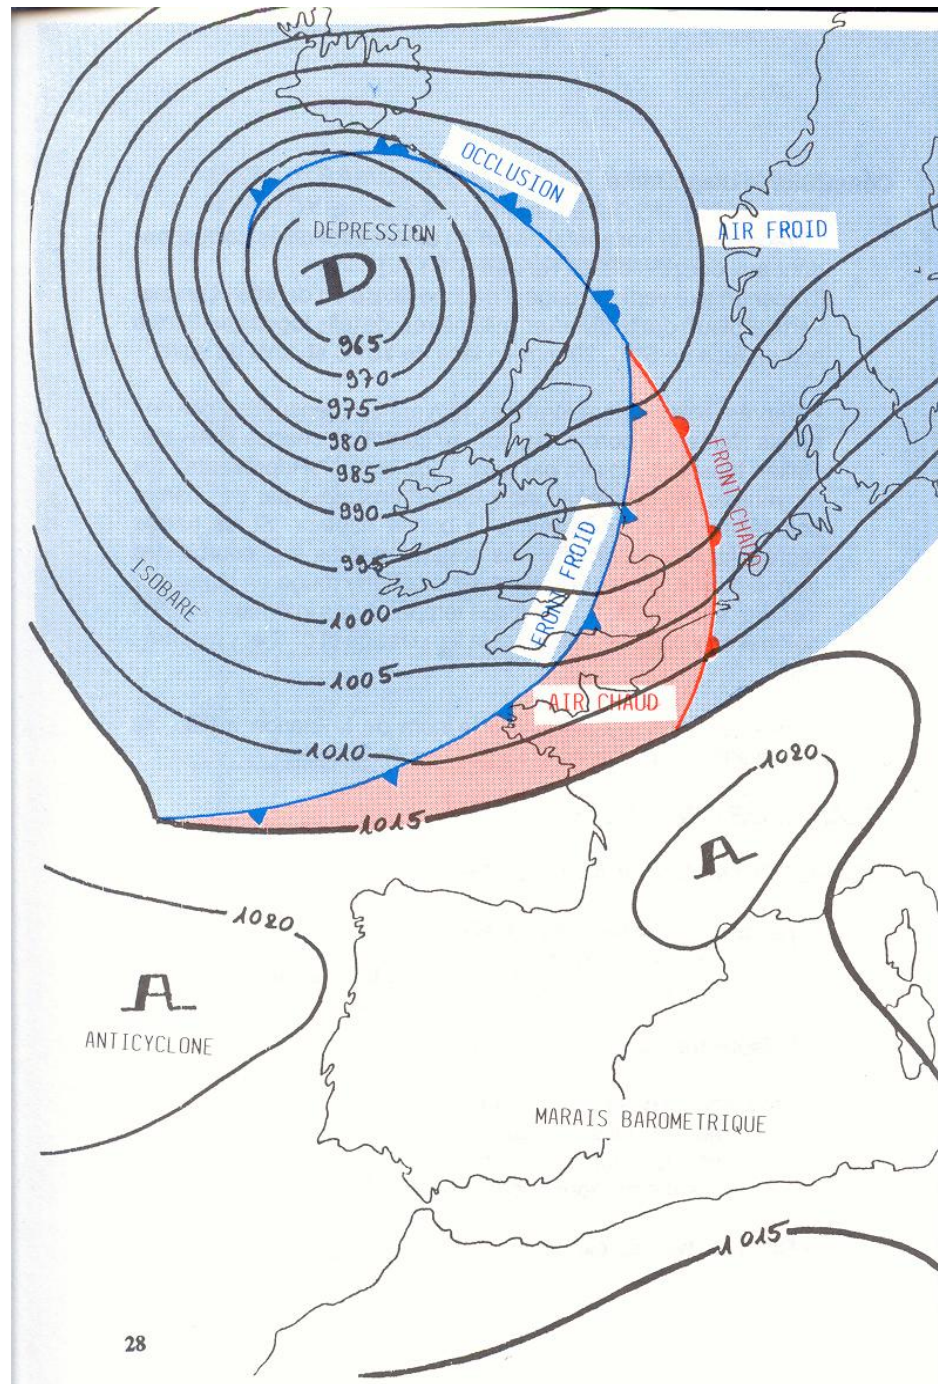 OCCLUSION
DEPRESSION
AIR FROID
D
965
970
975
980
985
990
995
1000
1005
1010
1015
FRONT CHAUD
FRONT FROID
ISOBARE
AIR CHAUD
1020
A
1020
A
ANTICYCLONE
MARAIS BAROMETRIQUE
1015
28